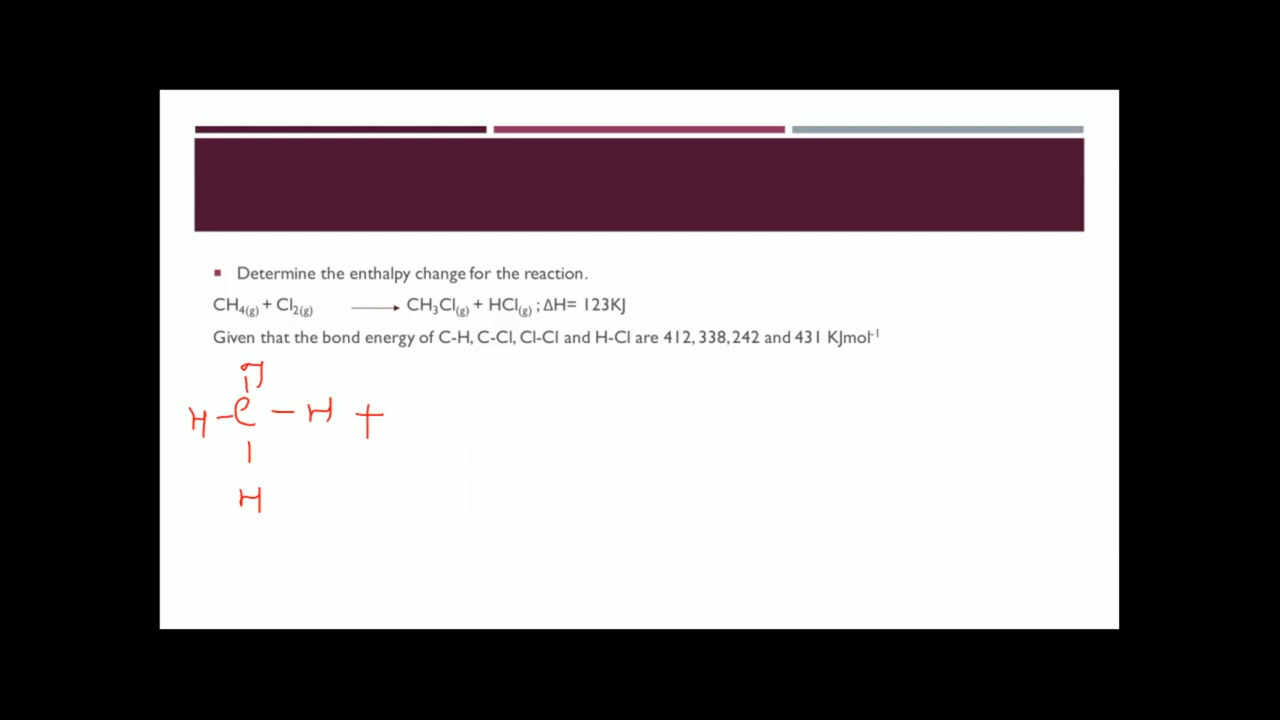 Determine the enthalpy change for the reaction.
CH₄(g) + Cl₂(g) ⟶ CH₃Cl(g) + HCl(g) ; ΔH= 123KJ
Given that the bond energy of C-H, C-Cl, Cl-Cl and H-Cl are 412, 338, 242 and 431 KJmol⁻¹
H
H – C – H +
H